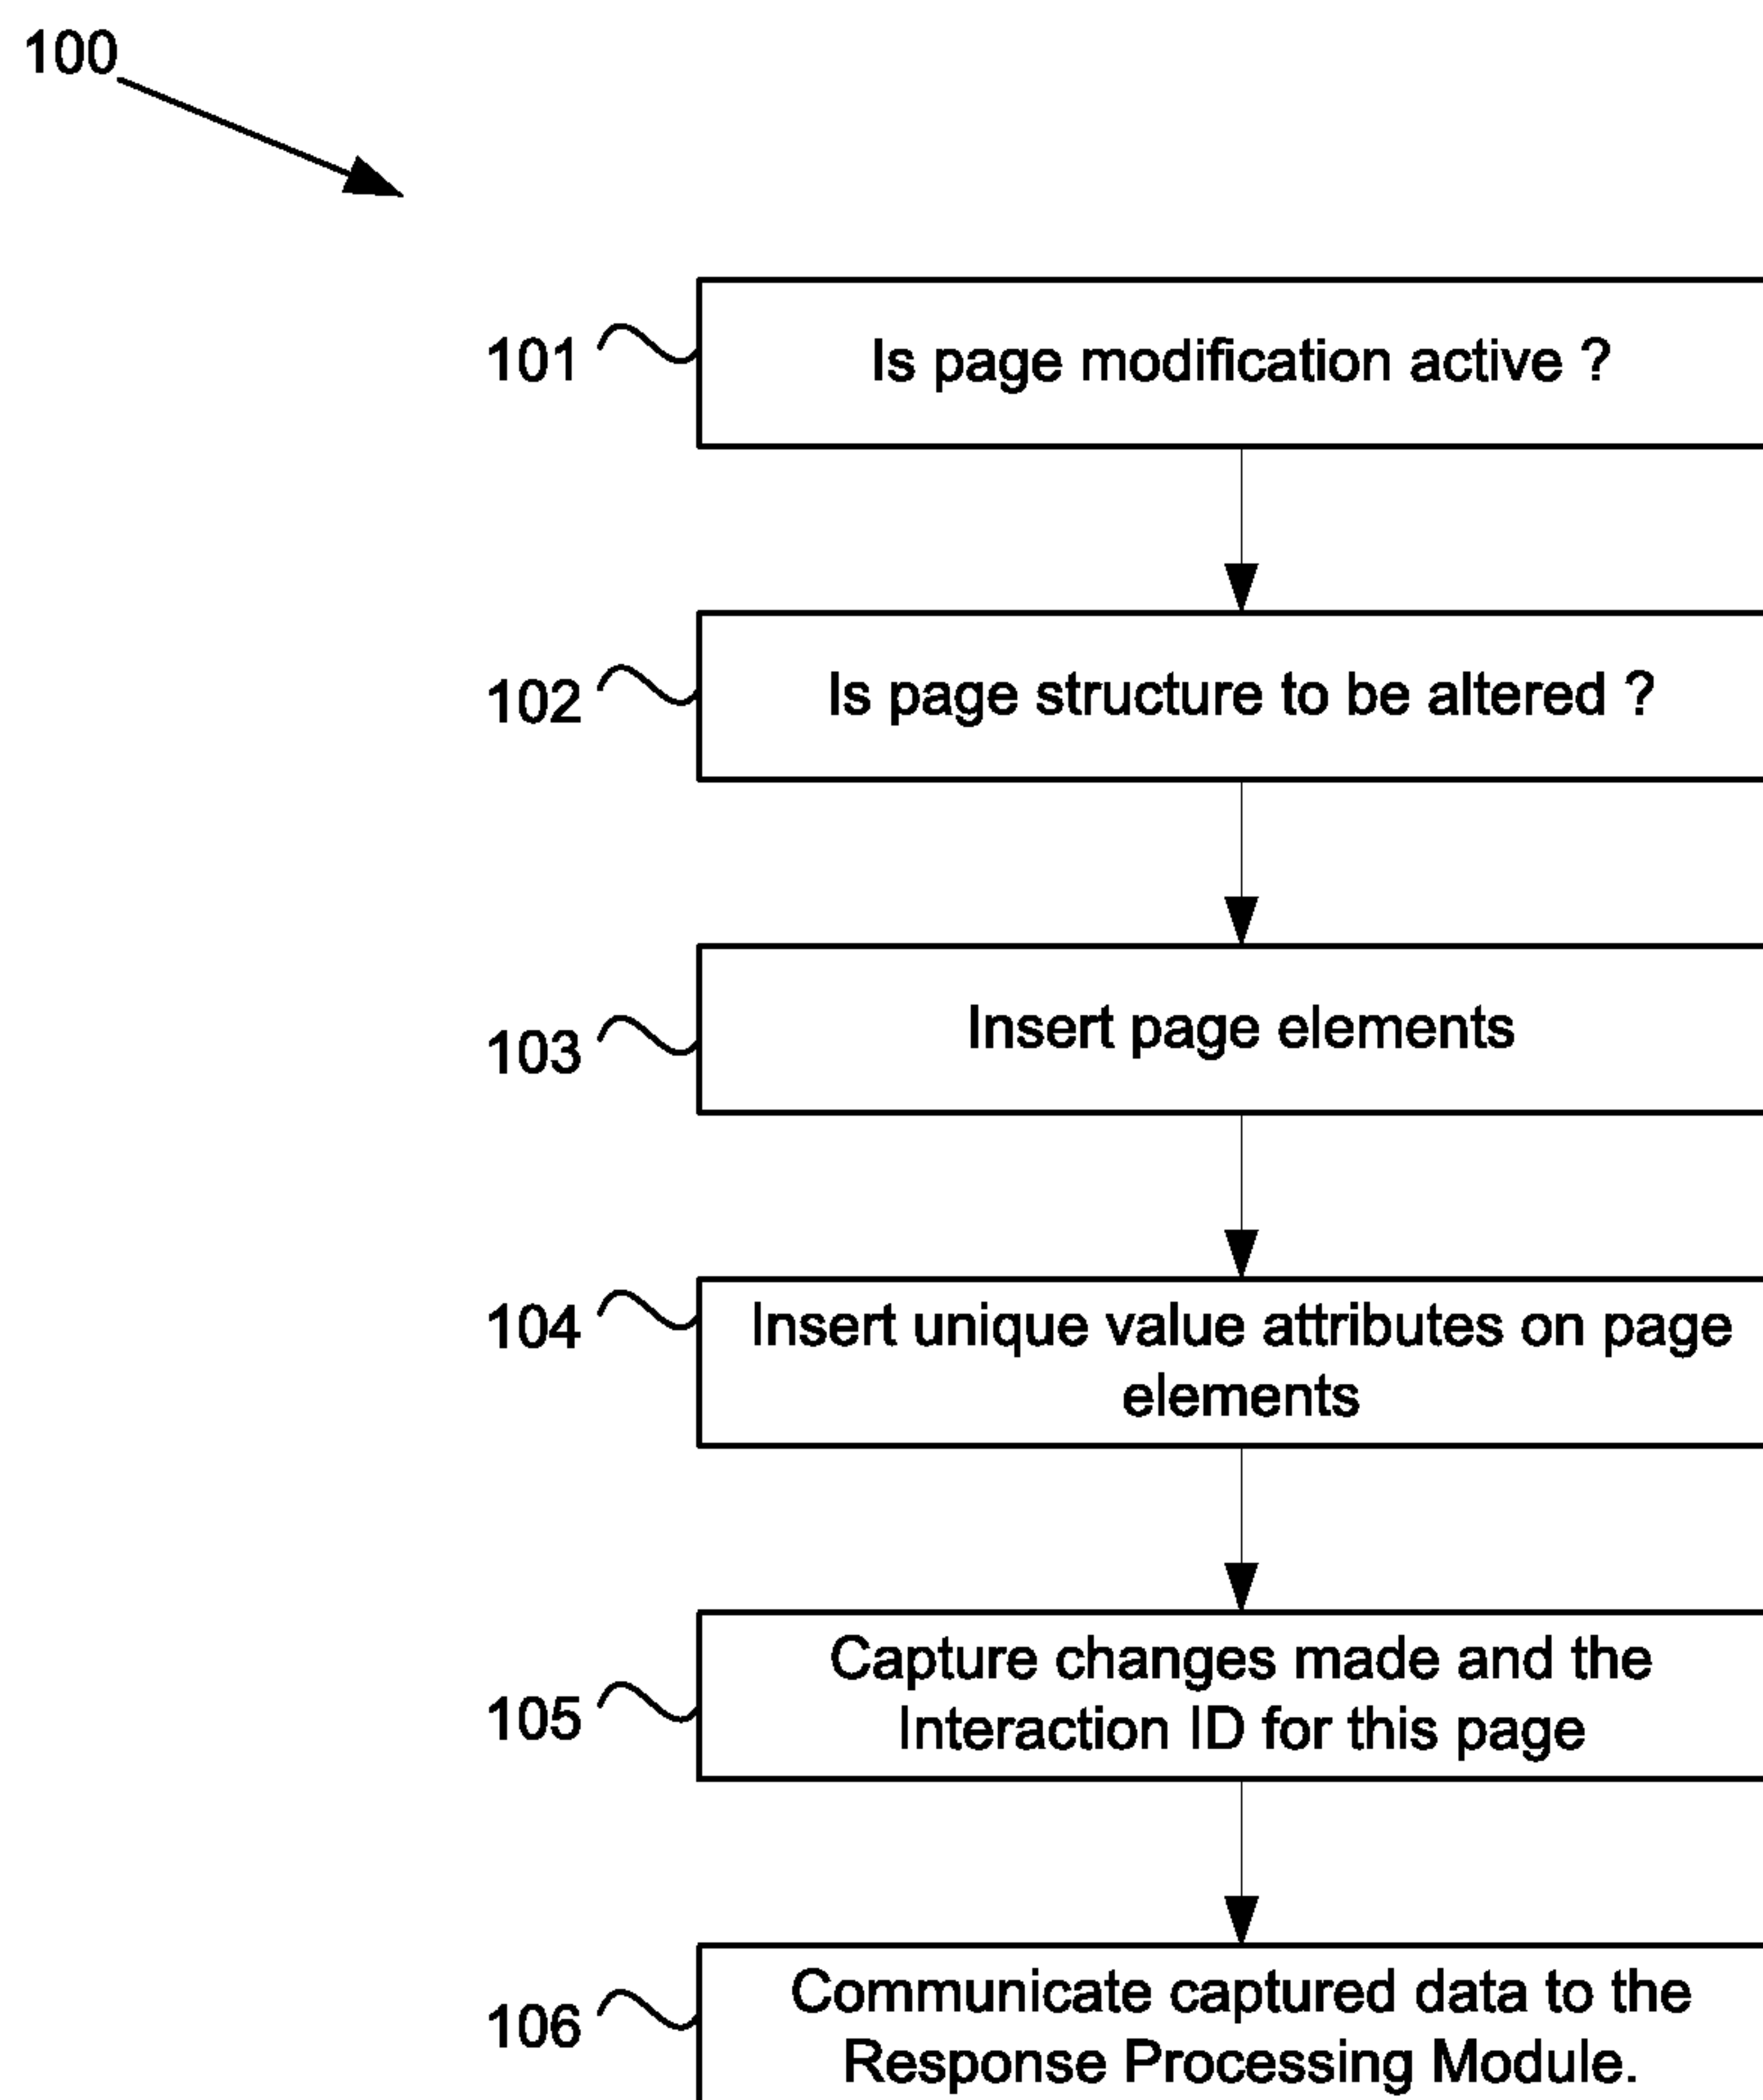 100
101
Is page modification active ?
102
Is page structure to be altered ?
103
Insert page elements
104
Insert unique value attributes on page
elements
105
Capture changes made and the
Interaction ID for this page
106
Communicate captured data to the
Response Processing Module.